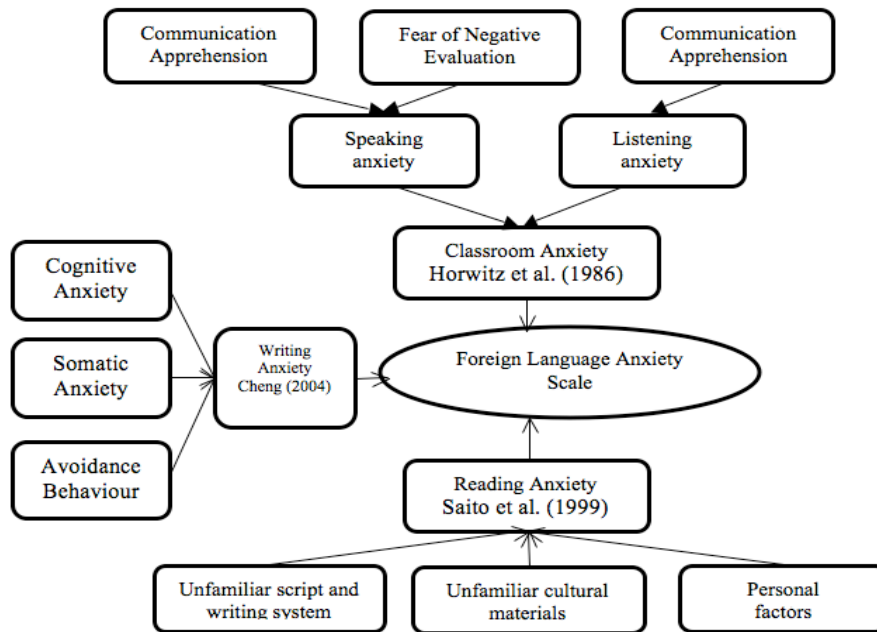 Communication
Apprehension
Fear of Negative
Evaluation
Communication
Apprehension
Speaking
anxiety
Listening
anxiety
Classroom Anxiety
Horwitz et al. (1986)
Cognitive
Anxiety
Somatic
Anxiety
Avoidance
Behaviour
Writing
Anxiety
Cheng (2004)
Foreign Language Anxiety
Scale
Reading Anxiety
Saito et al. (1999)
Unfamiliar script and
writing system
Unfamiliar cultural
materials
Personal
factors